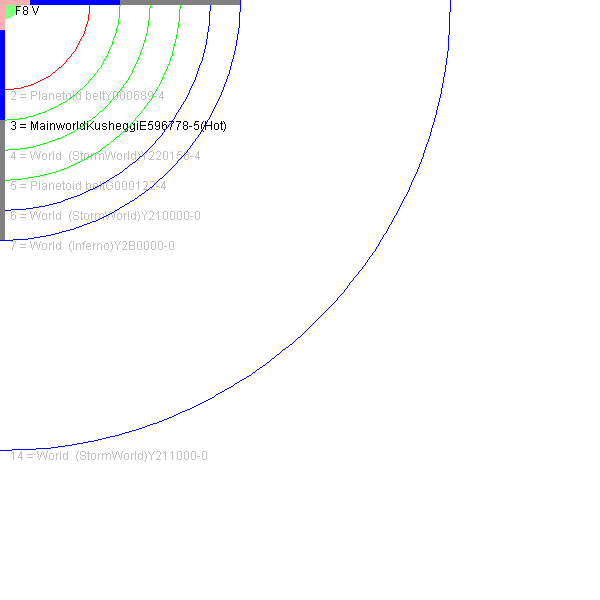 F8 V
2 = Planetoid beltY000689-4
3 = MainworldKusheggiE596778-5(Hot)
4 = World  (StormWorld)Y220156-4
5 = Planetoid beltG000122-4
6 = World  (StormWorld)Y210000-0
7 = World  (Inferno)Y2B0000-0
14 = World  (StormWorld)Y211000-0